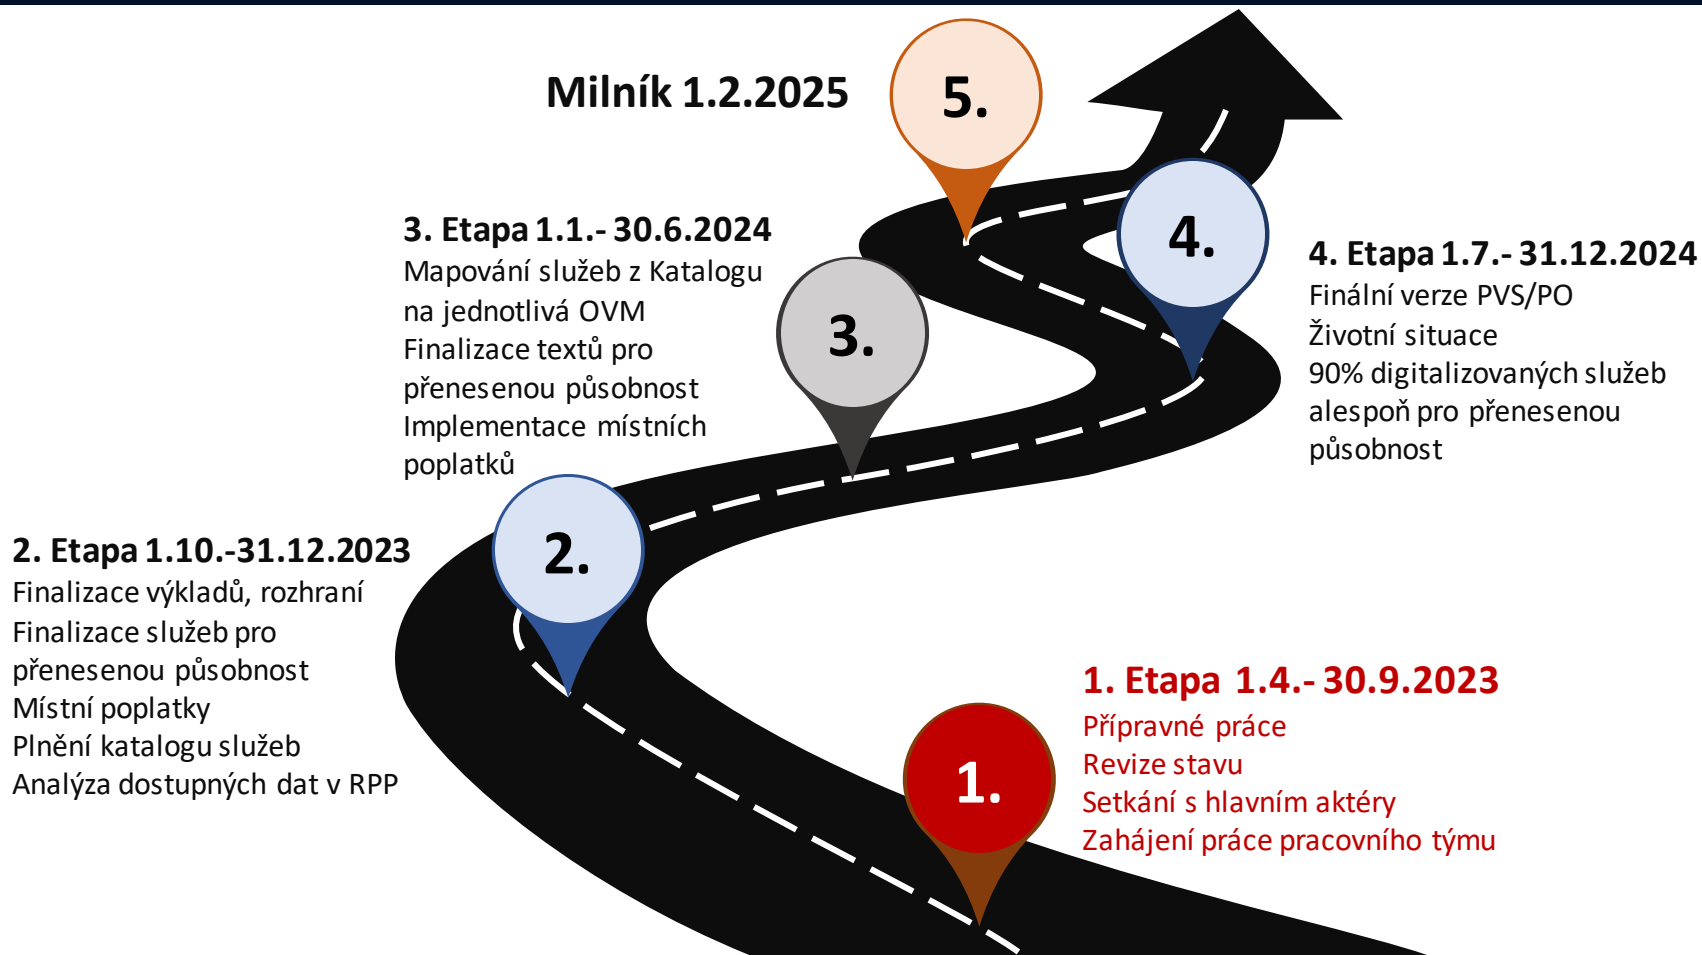 Milník 1.2.2025
5.
3. Etapa 1.1.- 30.6.2024
Mapování služeb z Katalogu
na jednotlivá OVM
Finalizace textů pro
přenesenou působnost
Implementace místních
poplatků
3.
4.
4. Etapa 1.7.- 31.12.2024
Finální verze PVS/PO
Životní situace
90% digitalizovaných služeb
alespoň pro přenesenou
působnost
2. Etapa 1.10.-31.12.2023
Finalizace výkladů, rozhraní
Finalizace služeb pro
přenesenou působnost
Místní poplatky
Plnění katalogu služeb
Analýza dostupných dat v RPP
2.
1.
1. Etapa 1.4.- 30.9.2023
Přípravné práce
Revize stavu
Setkání s hlavním aktéry
Zahájení práce pracovního týmu